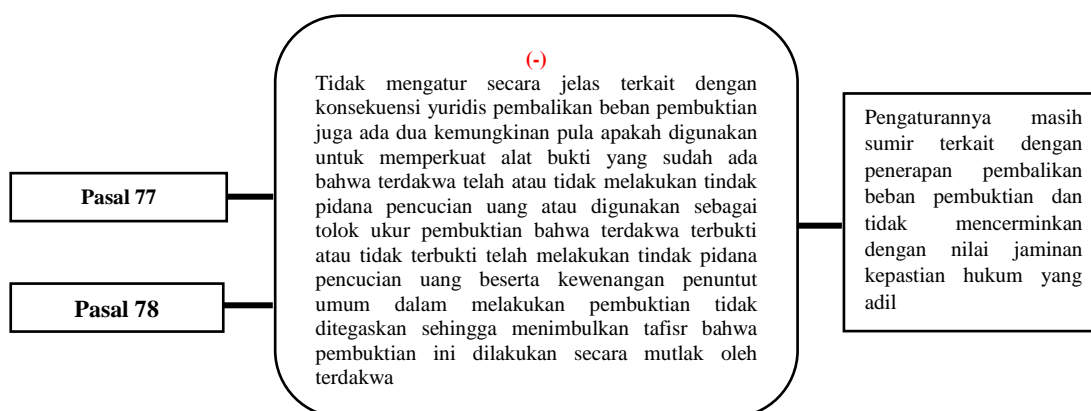 Pasal 77
Pasal 78
(-)
Tidak mengatur secara jelas terkait dengan
konsekuensi yuridis pembalikan beban pembuktian
juga ada dua kemungkinan pula apakah digunakan
untuk memperkuat alat bukti yang sudah ada
bahwa terdakwa telah atau tidak melakukan tindak
pidana pencucian uang atau digunakan sebagai
tolok ukur pembuktian bahwa terdakwa terbukti
atau tidak terbukti telah melakukan tindak pidana
pencucian uang beserta kewenangan penuntut
umum dalam melakukan pembuktian tidak
ditegaskan sehingga menimbulkan tafisr bahwa
pembuktian ini dilakukan secara mutlak oleh
terdakwa
Pengaturannya masih
sumir terkait dengan
penerapan pembalikan
beban pembuktian dan
tidak mencerminkan
dengan nilai jaminan
kepastian hukum yang
adil